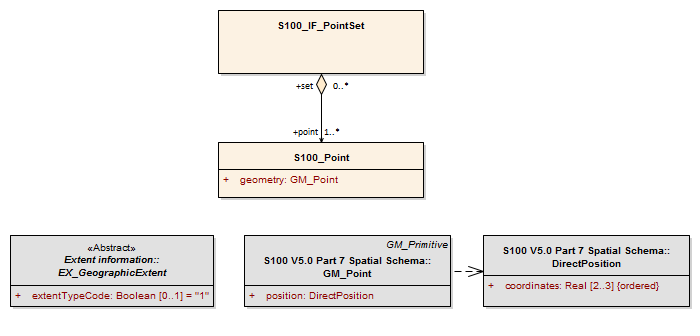 S100_IF_PointSet
+set 0..*
+point 1..*
S100_Point
+ geometry: GM_Point
«Abstract»
Extent information::
EX_GeographicExtent
+ extentTypeCode: Boolean [0..1] = "1"
GM_Primitive
S100 V5.0 Part 7 Spatial Schema::
GM_Point
+ position: DirectPosition
S100 V5.0 Part 7 Spatial Schema::
DirectPosition
+ coordinates: Real [2..3] {ordered}